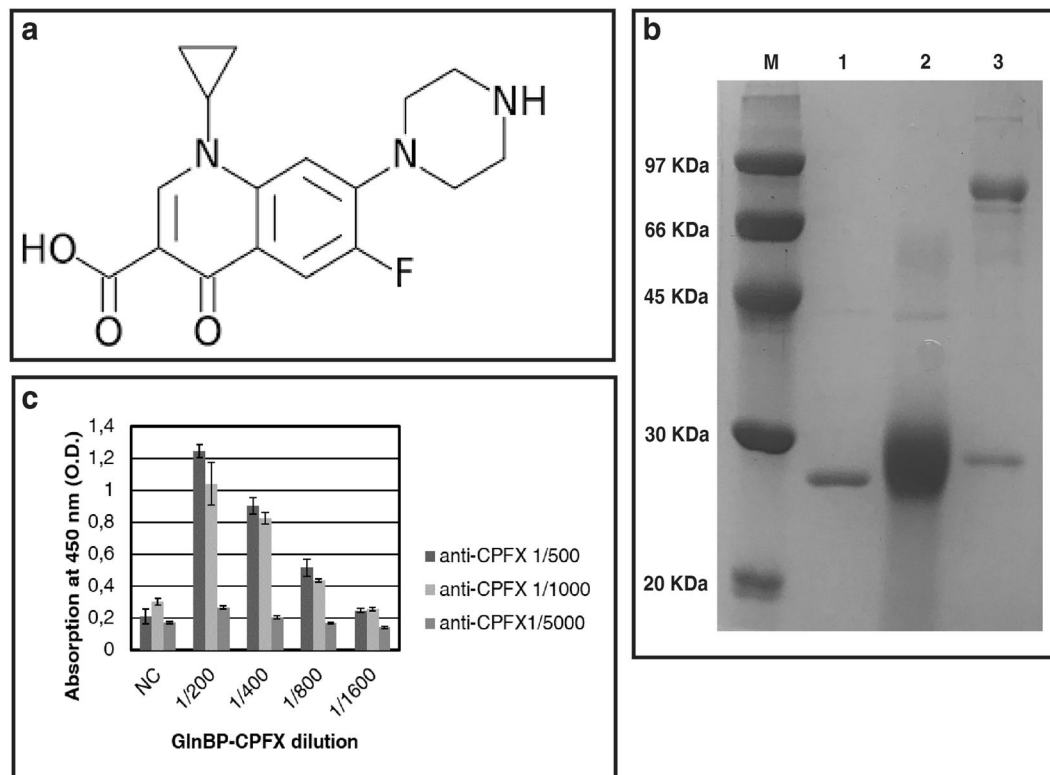 a
N
NH
N
HO
F
O
O
b
M 1 2 3
97 KDa
66 KDa
45 KDa
30 KDa
20 KDa
c
Absorption at 450 nm (O.D.)
1,4
1,2
1
0,8
0,6
0,4
0,2
0
NC 1/200 1/400 1/800 1/1600
GlnBP-CPFX dilution
anti-CPFX 1/500
anti-CPFX 1/1000
anti-CPFX1/5000